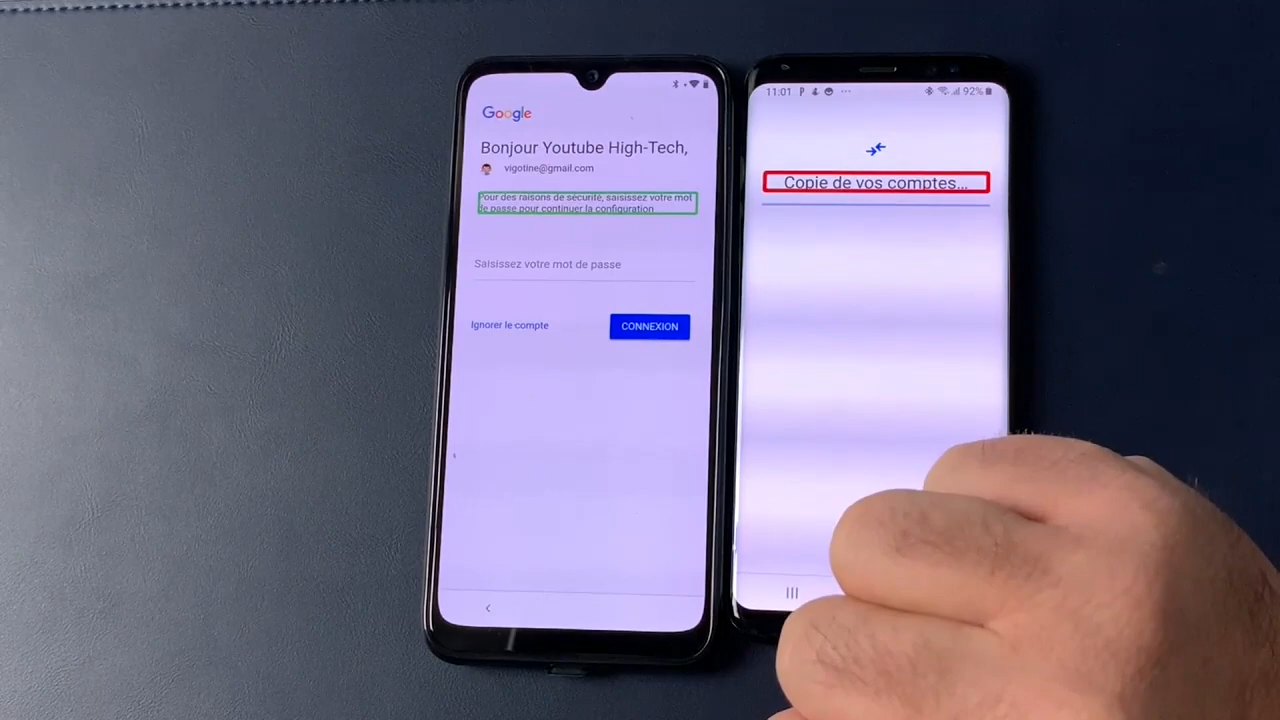 Google
Bonjour Youtube High-Tech,
vigotine@gmail.com
Pour des raisons de sécurité, saisissez votre mot
de passe pour continuer la configuration
Saisissez votre mot de passe
Ignorer le compte
CONNEXION
11:01
92%
Copie de vos comptes...